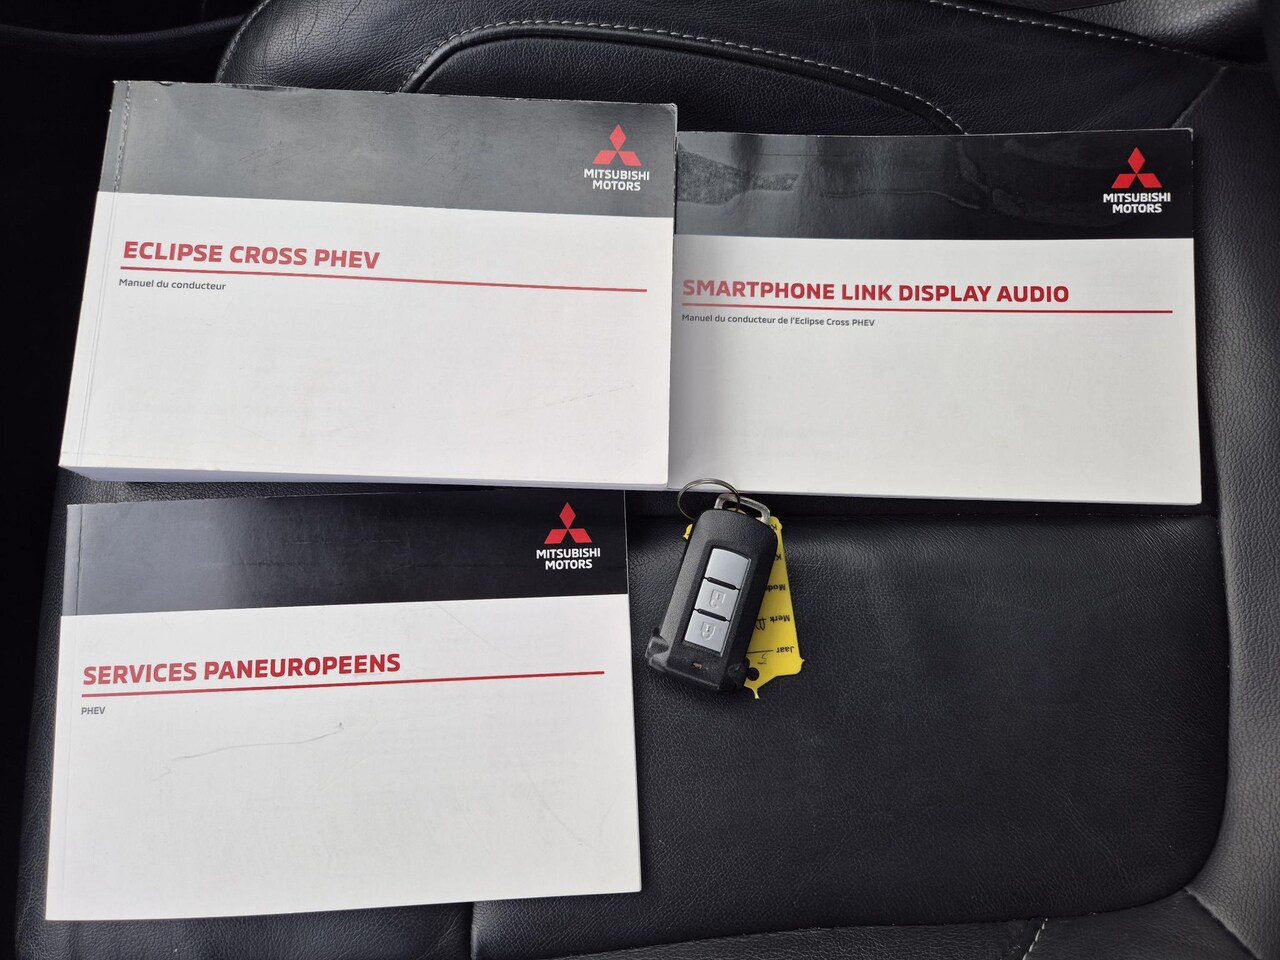 MITSUBISHI
MOTORS
ECLIPSE CROSS PHEV
Manuel du conducteur
MITSUBISHI
MOTORS
SMARTPHONE LINK DISPLAY AUDIO
Manuel du conducteur de l'Eclipse Cross PHEV
MITSUBISHI
MOTORS
SERVICES PANEUROPEENS
PHEV
Jaar
Merk